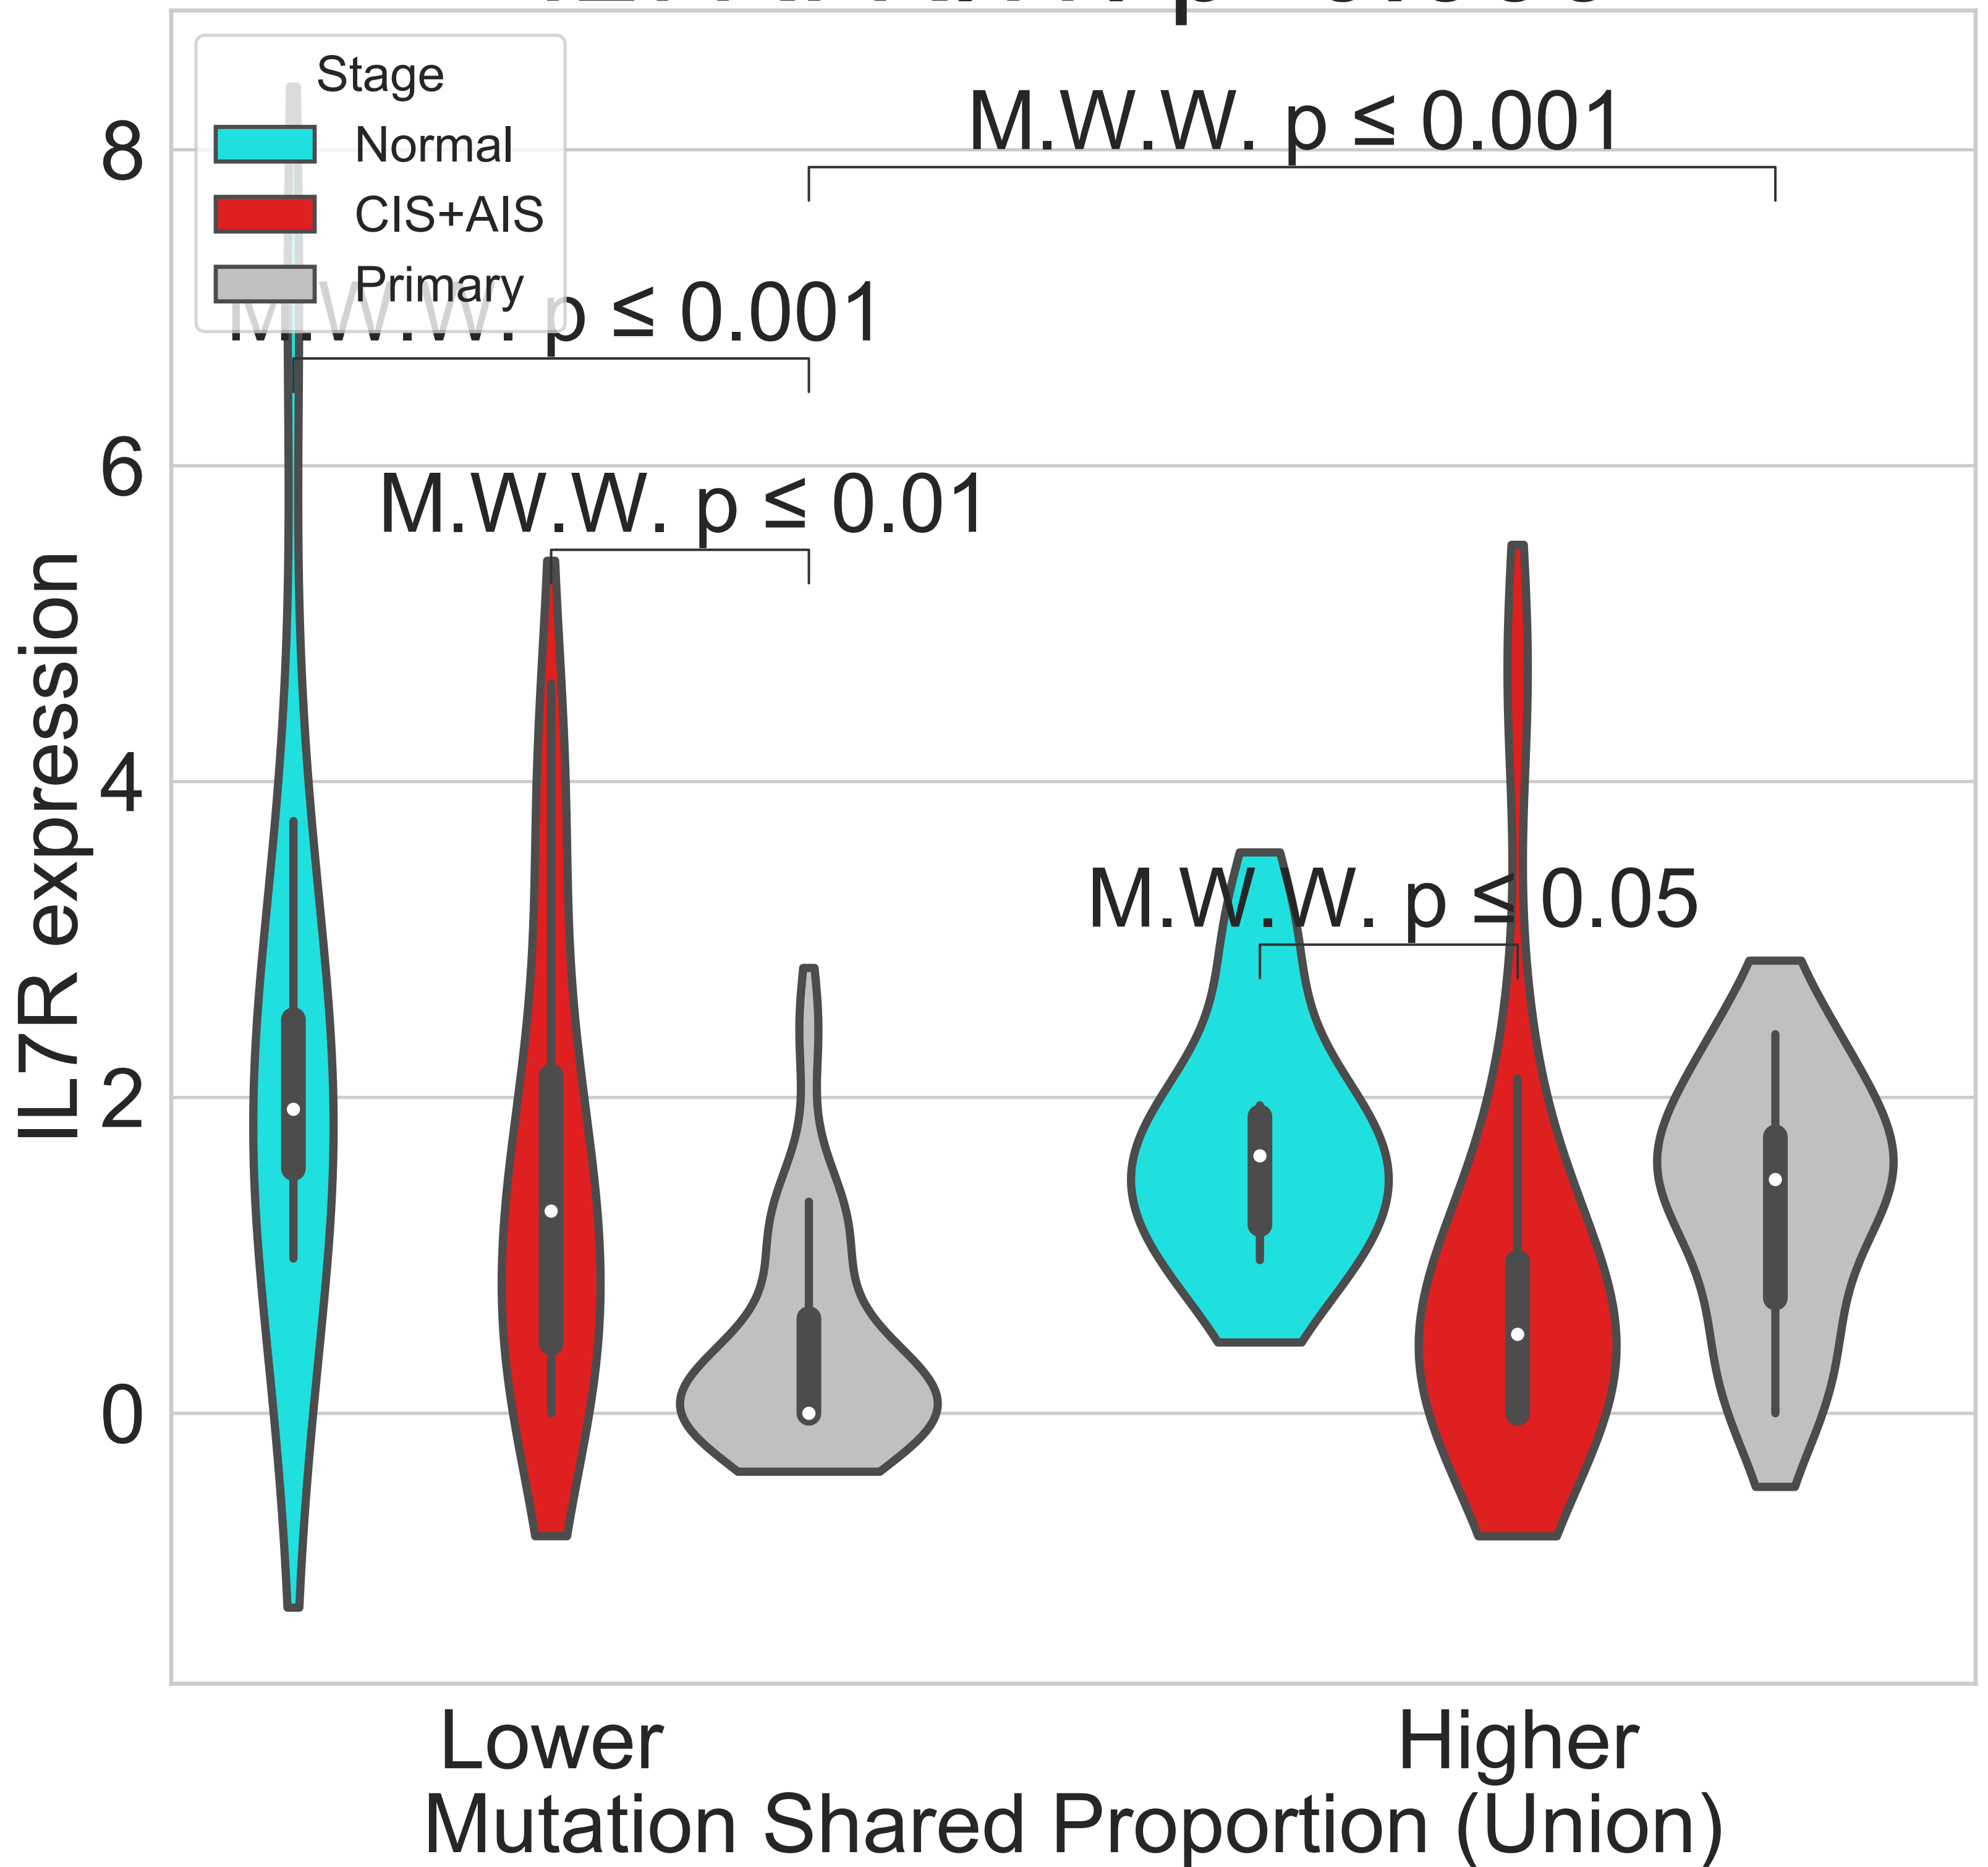 M.W.W. p ≤ 0.001
Stage
Normal
CIS+AIS
Primary
M.W.W. p ≤ 0.001
M.W.W. p ≤ 0.01
M.W.W. p ≤ 0.05
8
6
4
2
0
IL7R expression
Lower
Higher
Mutation Shared Proportion (Union)